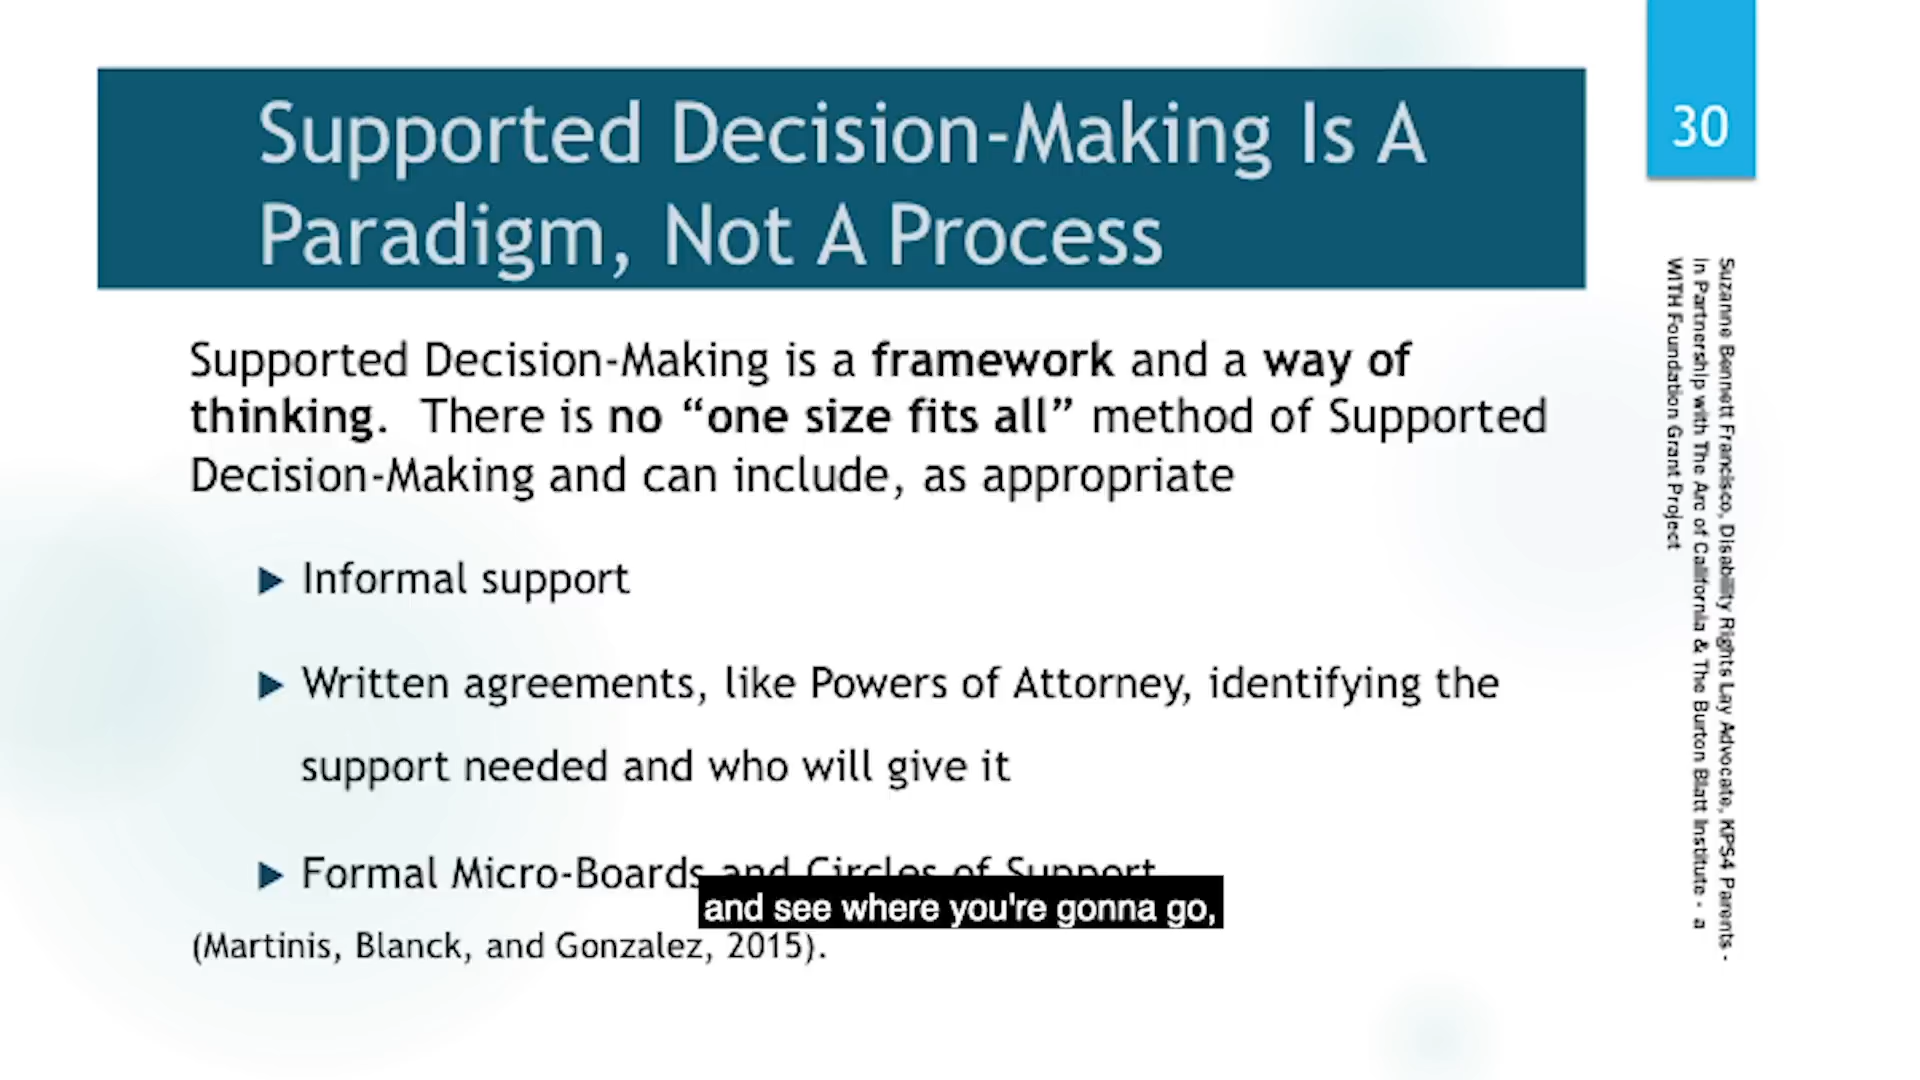 Supported Decision-Making Is A
Paradigm, Not A Process
30
Supported Decision-Making is a framework and a way of
thinking.  There is no “one size fits all” method of Supported
Decision-Making and can include, as appropriate
Informal support
Written agreements, like Powers of Attorney, identifying the
support needed and who will give it
Formal Micro-Boards and Circles of Support
and see where you're gonna go,
(Martinis, Blanck, and Gonzalez, 2015).
Suzanne Bennett Francisco, Disability Rights Lay Advocate, KPS4 Parents -
in Partnership with The Arc of California & The Burton Blatt Institute - a
WITH Foundation Grant Project